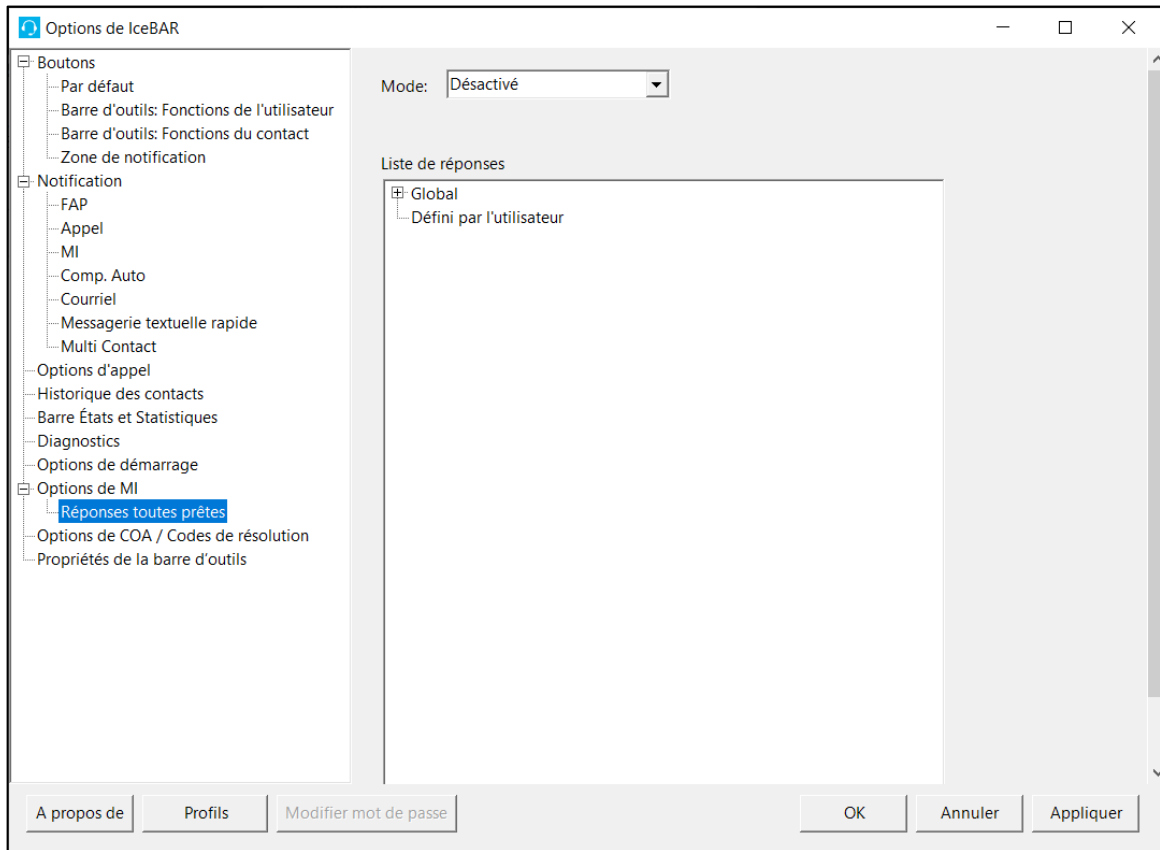 Options de IceBAR
Boutons
Par défaut
Barre d'outils: Fonctions de l'utilisateur
Barre d'outils: Fonctions du contact
Zone de notification
Notification
FAP
Appel
MI
Comp. Auto
Courriel
Messagerie textuelle rapide
Multi Contact
Options d'appel
Historique des contacts
Barre États et Statistiques
Diagnostics
Options de démarrage
Options de MI
Réponses toutes prêtes
Options de COA / Codes de résolution
Propriétés de la barre d'outils
Mode: Désactivé
Liste de réponses
Global
Défini par l'utilisateur
A propos de Profils Modifier mot de passe OK Annuler Appliquer